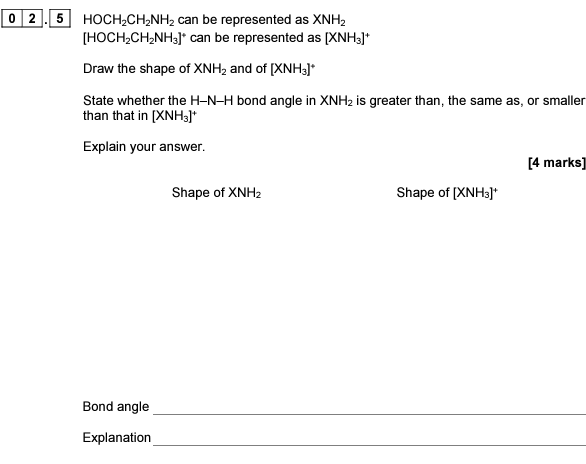 0 2 . 5 HOCH₂CH₂NH₂ can be represented as XNH₂
[HOCH₂CH₂NH₃]⁺ can be represented as [XNH₃]⁺
Draw the shape of XNH₂ and of [XNH₃]⁺
State whether the H–N–H bond angle in XNH₂ is greater than, the same as, or smaller
than that in [XNH₃]⁺
Explain your answer.
[4 marks]
Shape of XNH₂ Shape of [XNH₃]⁺
Bond angle
Explanation